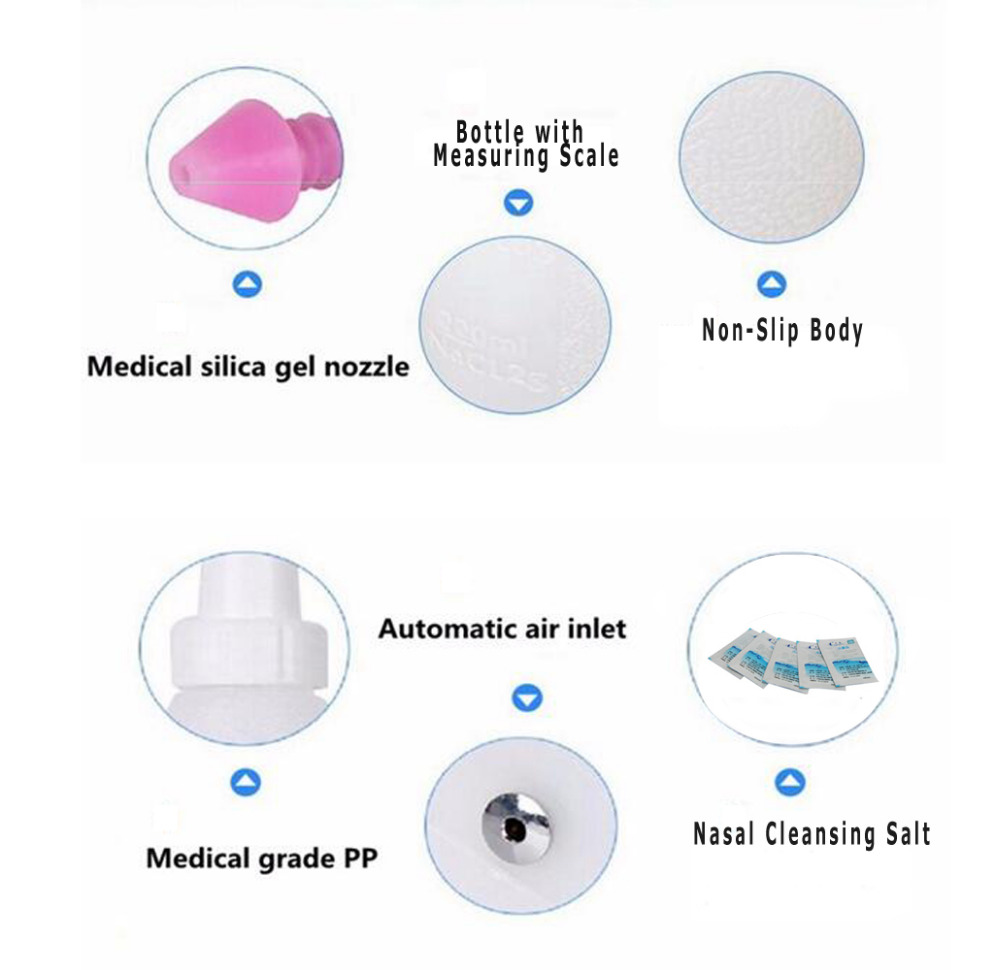 Bottle with
Measuring Scale
Non-Slip Body
Medical silica gel nozzle
Automatic air inlet
Medical grade PP
Nasal Cleansing Salt